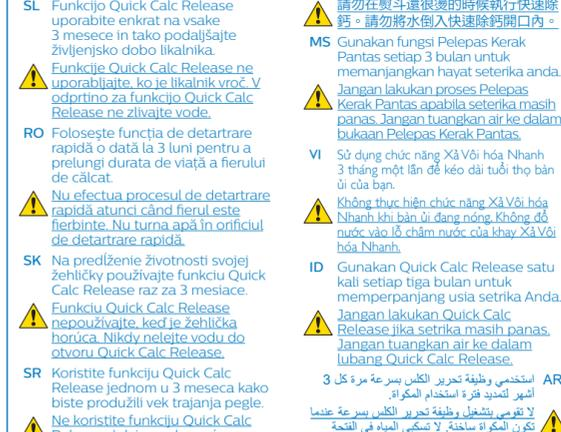 SL Funkcijo Quick Calc Release
uporabite enkrat na vsake
3 mesece in tako podaljšajte
življenjsko dobo likalnika.
Funkcije Quick Calc Release ne
uporabljajte, ko je likalnik vroč. V
odprtino za funkcijo Quick Calc
Release ne zlivajte vode.
RO Folosește funcția de detartrare
rapidă o dată la 3 luni pentru a
prelungi durata de viață a fierului
de călcat.
Nu efectua procesul de detartrare
rapidă atunci când fierul este
fierbinte. Nu turna apă în orificiul
de detartrare rapidă.
SK Na predĺženie životnosti svojej
žehličky používajte funkciu Quick
Calc Release raz za 3 mesiace.
Funkciu Quick Calc Release
nepoužívajte, keď je žehlička
horúca. Nikdy nelejte vodu do
otvoru Quick Calc Release.
SR Koristite funkciju Quick Calc
Release jednom u 3 meseca kako
biste produžili vek trajanja pegle.
Ne koristite funkciju Quick Calc
請勿在熨斗還很燙的時候執行快速除
鈣。請勿將水倒入快速除鈣開口內。
MS Gunakan fungsi Pelepas Kerak
Pantas setiap 3 bulan untuk
memanjangkan hayat seterika anda.
Jangan lakukan proses Pelepas
Kerak Pantas apabila seterika masih
panas. Jangan tuangkan air ke dalam
bukaan Pelepas Kerak Pantas.
VI Sử dụng chức năng Xả Vôi hóa Nhanh
3 tháng một lần để kéo dài tuổi thọ bàn
ủi của bạn.
Không thực hiện chức năng Xả Vôi hóa
Nhanh khi bàn ủi đang nóng. Không đổ
nước vào lỗ châm nước của khay Xả Vôi
hóa Nhanh.
ID Gunakan Quick Calc Release satu
kali setiap tiga bulan untuk
memperpanjang usia setrika Anda.
Jangan lakukan Quick Calc
Release jika setrika masih panas.
Jangan tuangkan air ke dalam
lubang Quick Calc Release.
AR استخدمي وظيفة تحرير الكلس بسرعة مرة كل 3
أشهر لتمديد فترة استخدام المكواة.
لا تقومي بتشغيل وظيفة تحرير الكلس بسرعة عندما
تكون المكواة ساخنة. لا تسكبي المياه في الفتحة